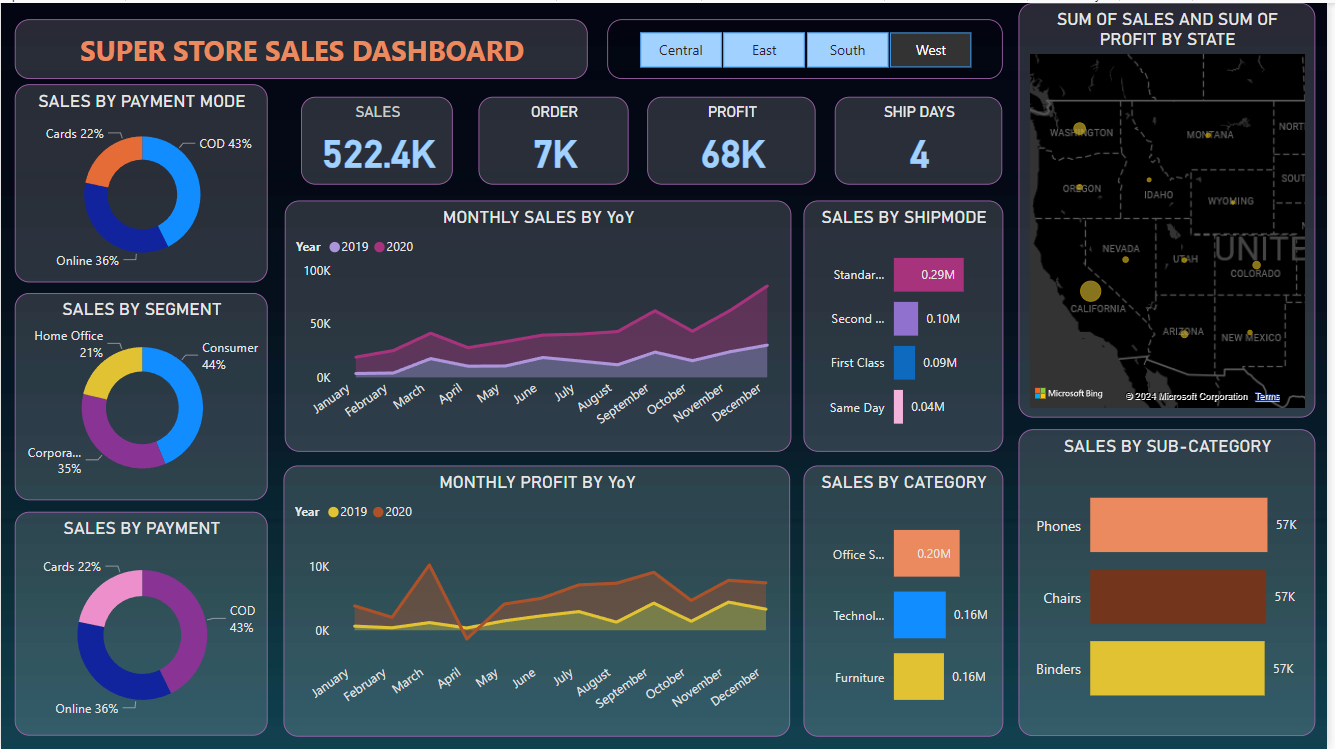 SUPER STORE SALES DASHBOARD
Central
East
South
West
SALES BY PAYMENT MODE
Cards 22%
COD 43%
Online 36%
SALES BY SEGMENT
Home Office
21%
Consumer
44%
Corpora...
35%
SALES BY PAYMENT
Cards 22%
COD
43%
Online 36%
SALES
522.4K
ORDER
7K
PROFIT
68K
SHIP DAYS
4
MONTHLY SALES BY YoY
Year 2019 2020
100K
50K
0K
January
February
March
April
May
June
July
August
September
October
November
December
MONTHLY PROFIT BY YoY
Year 2019 2020
10K
0K
January
February
March
April
May
June
July
August
September
October
November
December
SALES BY SHIPMODE
Standar... 0.29M
Second ... 0.10M
First Class 0.09M
Same Day 0.04M
SALES BY CATEGORY
Office S... 0.20M
Technol... 0.16M
Furniture 0.16M
SUM OF SALES AND SUM OF
PROFIT BY STATE
WASHINGTON
MONTANA
NORT
OREGON
IDAHO
SOUT
WYOMING
NEVADA
UTAH
UNITE
COLORADO
CALIFORNIA
ARIZONA
NEW MEXICO
Microsoft Bing
© 2024 Microsoft Corporation Terms
SALES BY SUB-CATEGORY
Phones 57K
Chairs 57K
Binders 57K